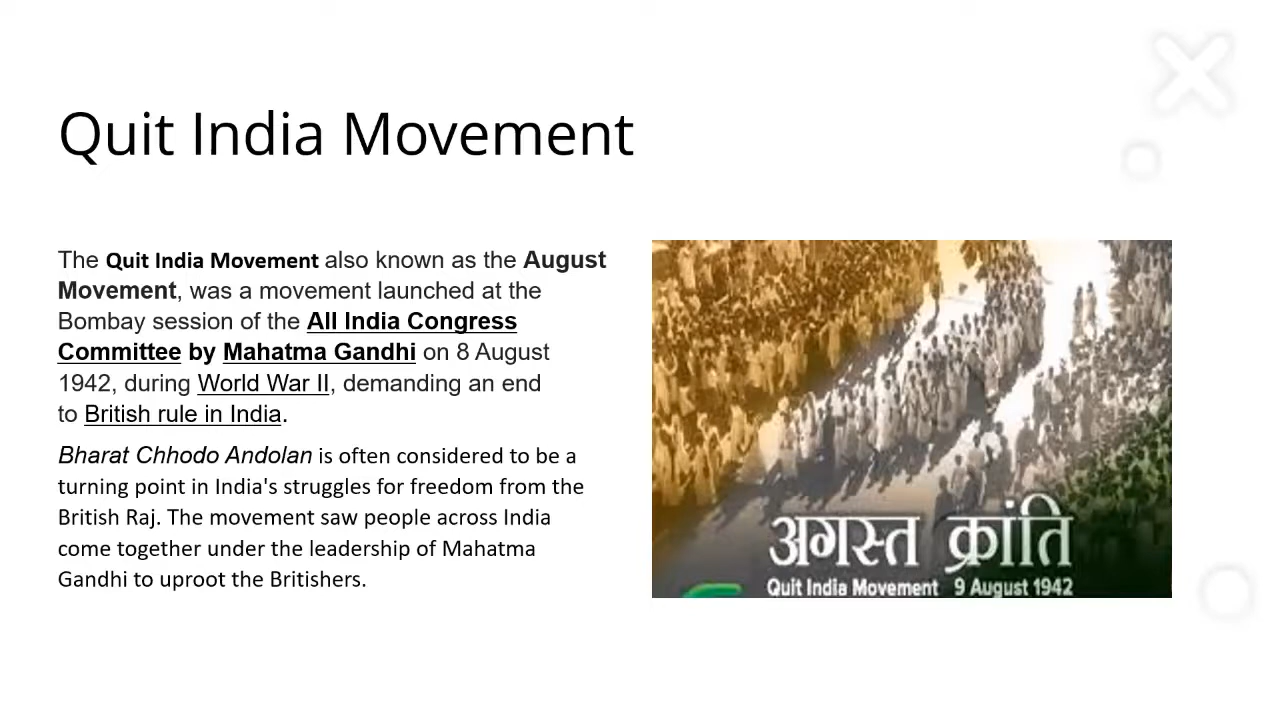 Quit India Movement
The Quit India Movement also known as the August
Movement, was a movement launched at the
Bombay session of the All India Congress
Committee by Mahatma Gandhi on 8 August
1942, during World War II, demanding an end
to British rule in India.
Bharat Chhodo Andolan is often considered to be a
turning point in India's struggles for freedom from the
British Raj. The movement saw people across India
come together under the leadership of Mahatma
Gandhi to uproot the Britishers.
अगस्त क्रांति
Quit India Movement 9 August 1942